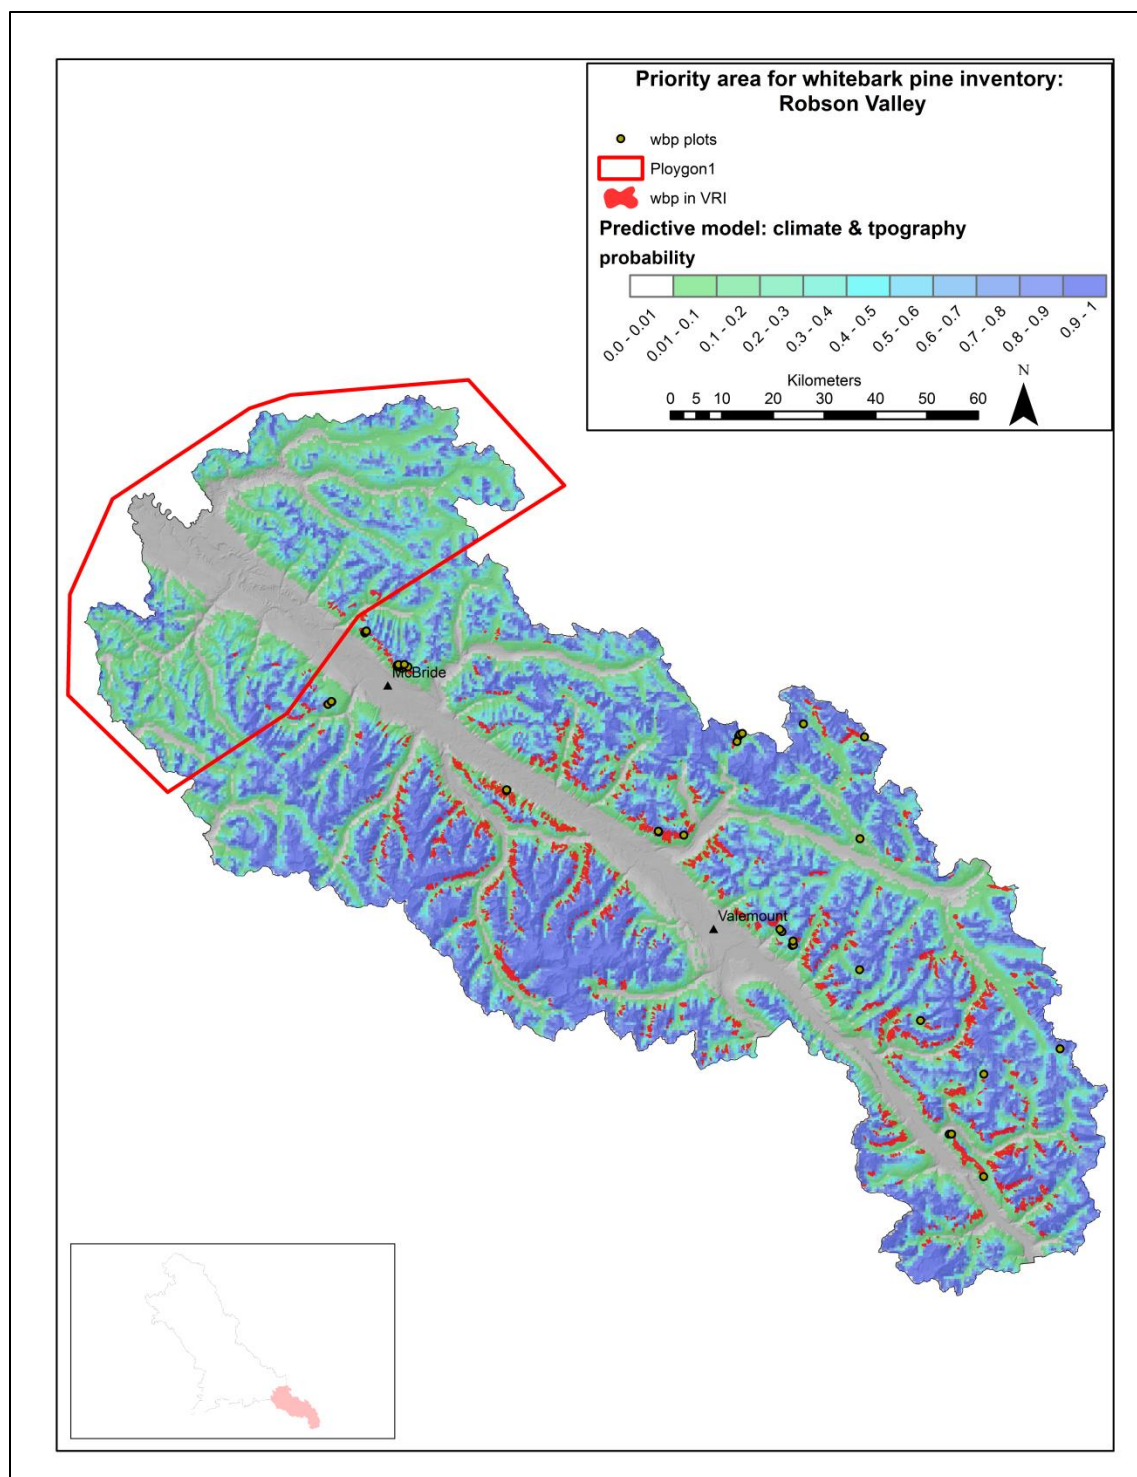 Priority area for whitebark pine inventory:
Robson Valley
wbp plots
Ploygon1
wbp in VRI
Predictive model: climate & tpography
probability
0.0 - 0.01
0.01 - 0.1
0.1 - 0.2
0.2 - 0.3
0.3 - 0.4
0.4 - 0.5
0.5 - 0.6
0.6 - 0.7
0.7 - 0.8
0.8 - 0.9
0.9 - 1
Kilometers
N
0 5 10 20 30 40 50 60
McBride
Valemount